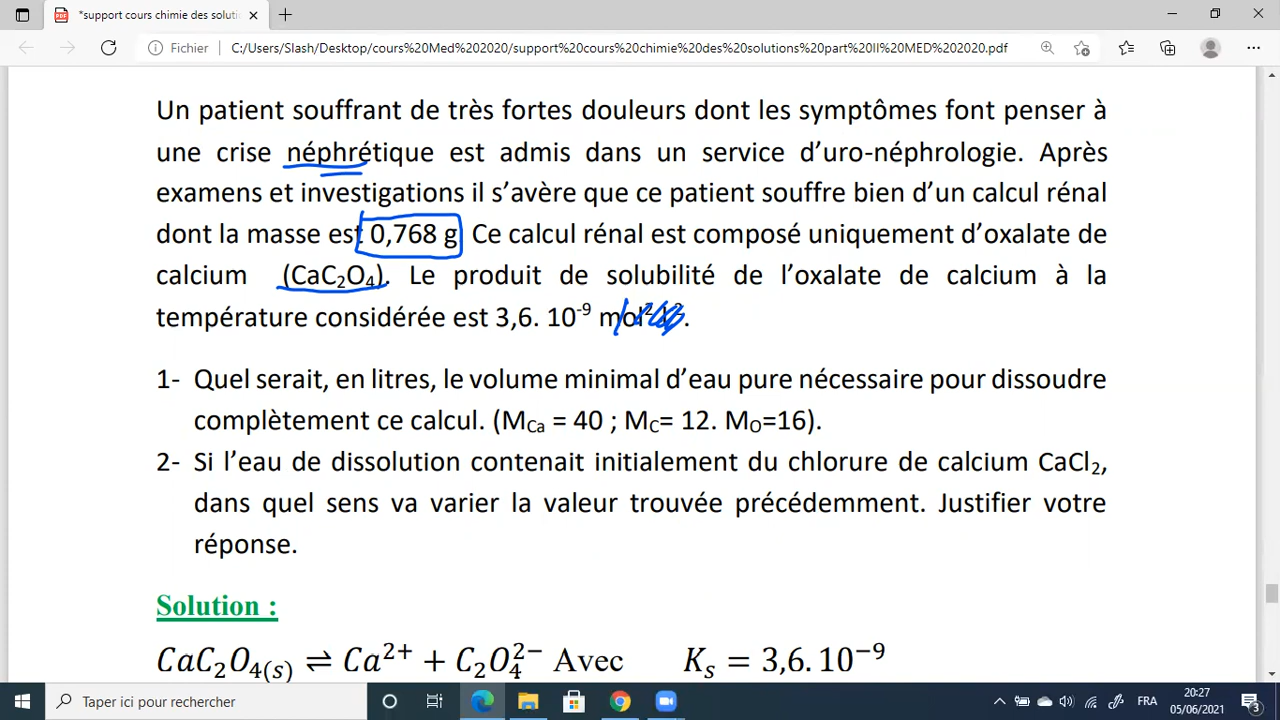 *support cours chimie des soluti
Fichier
C:/Users/Slash/Desktop/cours%20Med%202020/support%20cours%20chimie%20des%20solutions%20part%20II%20MED%202020.pdf
Un patient souffrant de très fortes douleurs dont les symptômes font penser à
une crise néphrétique est admis dans un service d’uro-néphrologie. Après
examens et investigations il s’avère que ce patient souffre bien d’un calcul rénal
dont la masse est 0,768 g Ce calcul rénal est composé uniquement d’oxalate de
calcium (CaC₂O₄). Le produit de solubilité de l’oxalate de calcium à la
température considérée est 3,6. 10⁻⁹ mol².
1- Quel serait, en litres, le volume minimal d’eau pure nécessaire pour dissoudre
complètement ce calcul. (M_Ca = 40 ; M_C= 12. M_O=16).
2- Si l’eau de dissolution contenait initialement du chlorure de calcium CaCl₂,
dans quel sens va varier la valeur trouvée précédemment. Justifier votre
réponse.
Solution :
CaC₂O₄₍ₛ₎ ⇌ Ca²⁺ + C₂O₄²⁻ Avec Kₛ = 3,6. 10⁻⁹
Taper ici pour rechercher
FRA
20:27
05/06/2021
3